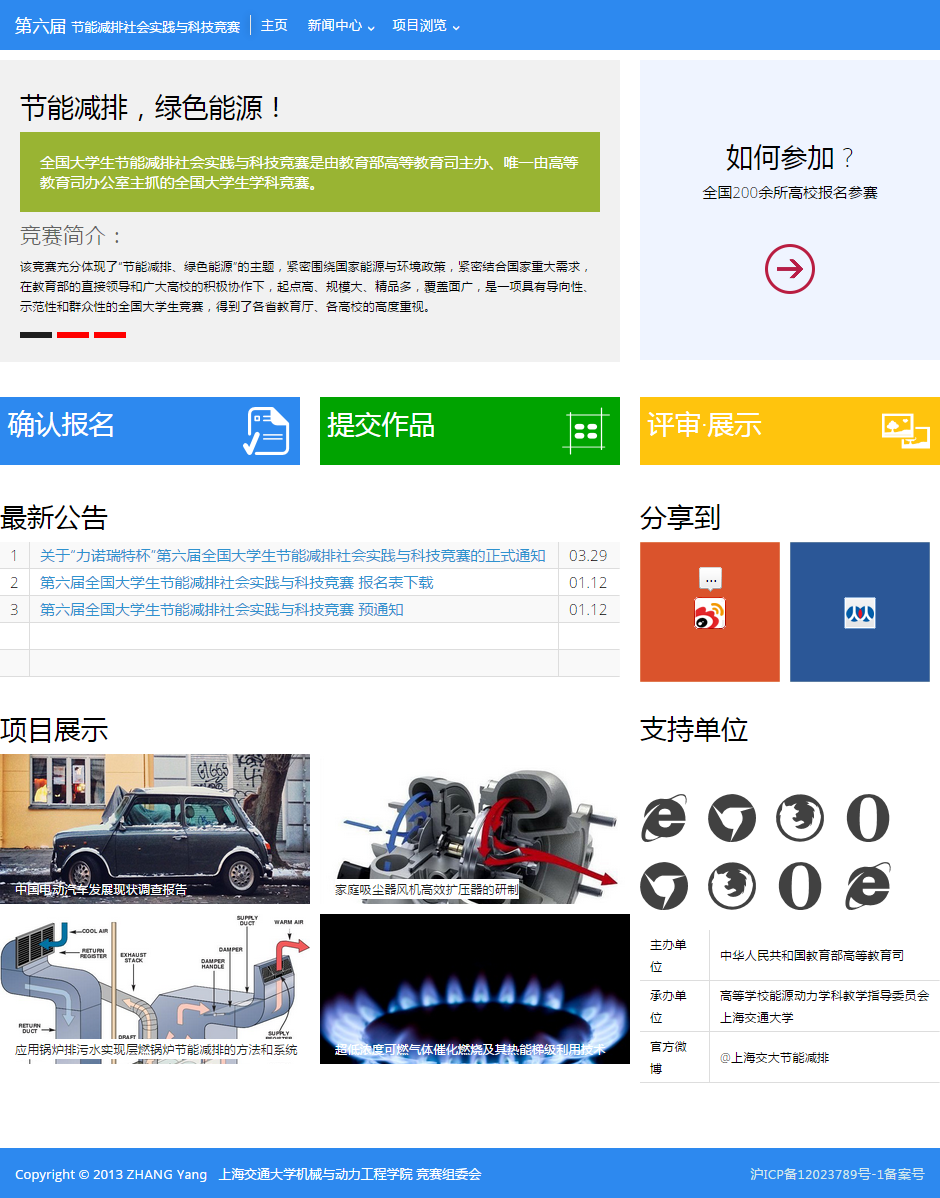 第六届 节能减排社会实践与科技竞赛 主页 新闻中心 项目浏览
节能减排，绿色能源！
全国大学生节能减排社会实践与科技竞赛是由教育部高等教育司主办、唯一由高等
教育司办公室主抓的全国大学生学科竞赛。
竞赛简介：
该竞赛充分体现了“节能减排、绿色能源”的主题，紧密围绕国家能源与环境政策，紧密结合国家重大需求，
在教育部的直接领导和广大高校的积极协作下，起点高、规模大、精品多，覆盖面广，是一项具有导向性、
示范性和群众性的全国大学生竞赛，得到了各省教育厅、各高校的高度重视。
如何参加？
全国200余所高校报名参赛
确认报名
提交作品
评审·展示
最新公告
1 关于“力诺瑞特杯”第六届全国大学生节能减排社会实践与科技竞赛的正式通知 03.29
2 第六届全国大学生节能减排社会实践与科技竞赛 报名表下载 01.12
3 第六届全国大学生节能减排社会实践与科技竞赛 预通知 01.12
分享到
...
项目展示
中国电动汽车发展现状调查报告
家庭吸尘器风机高效扩压器的研制
COOL AIR
RETURN
REGISTER
EXHAUST
STACK
DAMPER
HANDLE
DAMPER
SUPPLY
DUCT
WARM AIR
RETURN
DUCT
DRAFT
SUPPLY
REGISTER
应用锅炉排污水实现层燃锅炉节能减排的方法和系统
超低浓度可燃气体催化燃烧及其热能梯级利用技术
支持单位
主办单
位
中华人民共和国教育部高等教育司
承办单
位
高等学校能源动力学科教学指导委员会
上海交通大学
官方微
博
@上海交大节能减排
Copyright © 2013 ZHANG Yang 上海交通大学机械与动力工程学院 竞赛组委会
沪ICP备12023789号-1备案号